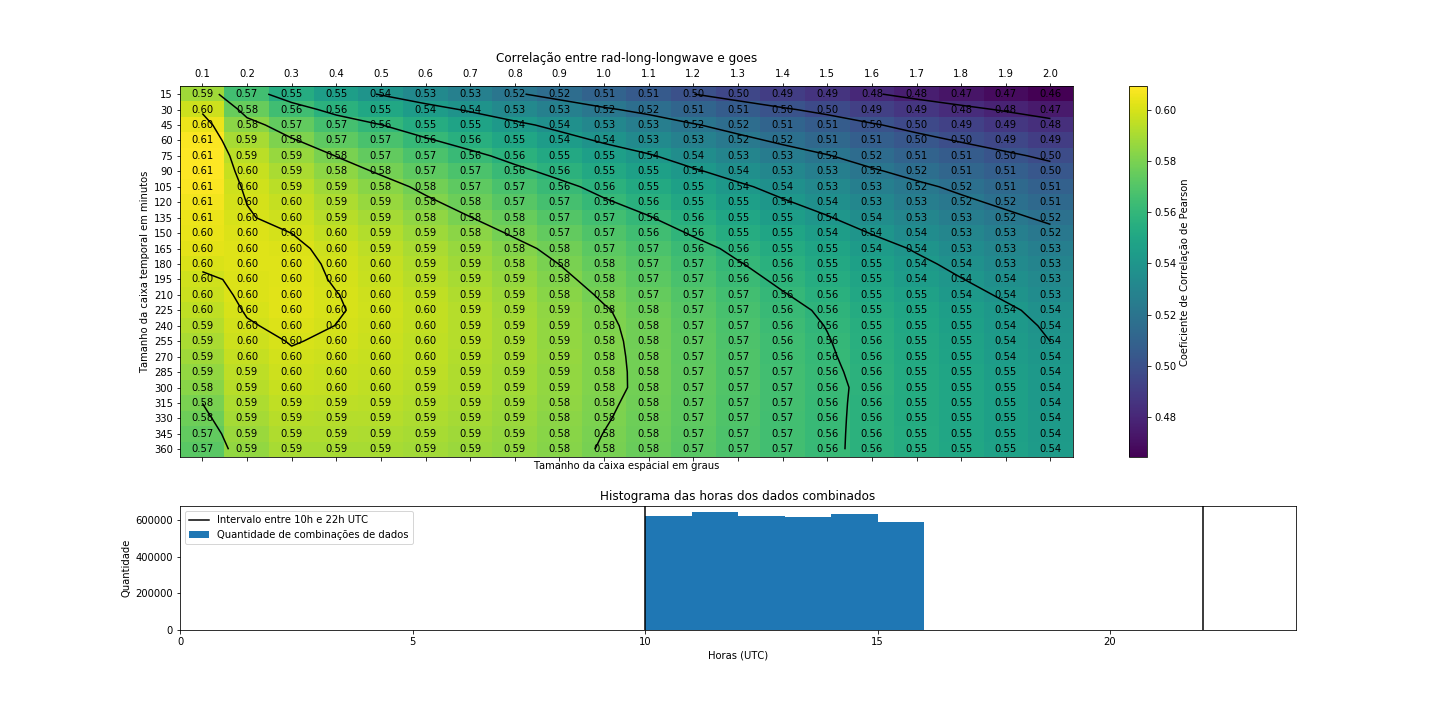 Correlação entre rad-long-longwave e goes
0.1 0.2 0.3 0.4 0.5 0.6 0.7 0.8 0.9 1.0 1.1 1.2 1.3 1.4 1.5 1.6 1.7 1.8 1.9 2.0
15 0.59 0.57 0.55 0.55 0.54 0.53 0.53 0.52 0.52 0.51 0.51 0.50 0.50 0.49 0.49 0.48 0.48 0.47 0.47 0.46
30 0.60 0.58 0.56 0.56 0.55 0.54 0.54 0.53 0.53 0.52 0.52 0.51 0.51 0.50 0.50 0.49 0.49 0.48 0.48 0.47
45 0.60 0.58 0.57 0.57 0.56 0.55 0.55 0.54 0.54 0.53 0.53 0.52 0.52 0.51 0.51 0.50 0.50 0.49 0.49 0.48
60 0.61 0.59 0.58 0.57 0.57 0.56 0.56 0.55 0.55 0.54 0.53 0.53 0.52 0.52 0.51 0.51 0.50 0.50 0.49 0.49
75 0.61 0.59 0.59 0.58 0.57 0.57 0.56 0.56 0.55 0.55 0.54 0.54 0.53 0.53 0.52 0.52 0.51 0.51 0.50 0.50
90 0.61 0.60 0.59 0.58 0.58 0.57 0.57 0.56 0.56 0.55 0.55 0.54 0.54 0.53 0.53 0.52 0.52 0.51 0.51 0.50
105 0.61 0.60 0.59 0.59 0.58 0.58 0.57 0.57 0.56 0.56 0.55 0.55 0.54 0.54 0.53 0.53 0.52 0.52 0.51 0.51
120 0.61 0.60 0.60 0.59 0.59 0.58 0.58 0.57 0.57 0.56 0.56 0.55 0.55 0.54 0.54 0.53 0.53 0.52 0.52 0.51
135 0.61 0.60 0.60 0.59 0.59 0.58 0.58 0.58 0.57 0.57 0.56 0.56 0.55 0.55 0.54 0.54 0.53 0.53 0.52 0.52
150 0.60 0.60 0.60 0.59 0.59 0.59 0.58 0.58 0.57 0.57 0.56 0.56 0.55 0.55 0.54 0.54 0.53 0.53 0.53 0.52
165 0.60 0.60 0.60 0.60 0.59 0.59 0.58 0.58 0.58 0.57 0.57 0.56 0.56 0.55 0.55 0.54 0.54 0.53 0.53 0.53
180 0.60 0.60 0.60 0.60 0.60 0.59 0.59 0.58 0.58 0.57 0.57 0.57 0.56 0.56 0.55 0.55 0.54 0.54 0.53 0.53
195 0.60 0.60 0.60 0.60 0.60 0.59 0.59 0.59 0.58 0.58 0.57 0.57 0.56 0.56 0.55 0.55 0.54 0.54 0.54 0.53
210 0.60 0.60 0.60 0.60 0.60 0.59 0.59 0.59 0.58 0.58 0.57 0.57 0.57 0.56 0.56 0.55 0.55 0.54 0.54 0.53
225 0.60 0.60 0.60 0.60 0.60 0.59 0.59 0.59 0.58 0.58 0.58 0.57 0.57 0.56 0.56 0.55 0.55 0.54 0.54 0.54
240 0.59 0.60 0.60 0.60 0.60 0.60 0.59 0.59 0.58 0.58 0.58 0.57 0.57 0.56 0.56 0.55 0.55 0.55 0.54 0.54
255 0.59 0.60 0.60 0.60 0.60 0.60 0.59 0.59 0.59 0.58 0.58 0.57 0.57 0.56 0.56 0.56 0.55 0.55 0.54 0.54
270 0.59 0.60 0.60 0.60 0.60 0.60 0.59 0.59 0.59 0.58 0.58 0.57 0.57 0.57 0.56 0.56 0.55 0.55 0.55 0.54
285 0.59 0.59 0.60 0.60 0.60 0.59 0.59 0.59 0.59 0.58 0.58 0.57 0.57 0.57 0.56 0.56 0.55 0.55 0.55 0.54
300 0.58 0.59 0.60 0.60 0.60 0.59 0.59 0.59 0.59 0.58 0.58 0.57 0.57 0.57 0.56 0.56 0.55 0.55 0.55 0.54
315 0.58 0.59 0.59 0.59 0.59 0.59 0.59 0.59 0.58 0.58 0.58 0.57 0.57 0.57 0.56 0.56 0.55 0.55 0.55 0.54
330 0.58 0.59 0.59 0.59 0.59 0.59 0.59 0.59 0.58 0.58 0.58 0.57 0.57 0.57 0.56 0.56 0.55 0.55 0.55 0.54
345 0.57 0.59 0.59 0.59 0.59 0.59 0.59 0.59 0.58 0.58 0.58 0.57 0.57 0.57 0.56 0.56 0.55 0.55 0.55 0.54
360 0.57 0.59 0.59 0.59 0.59 0.59 0.59 0.59 0.58 0.58 0.58 0.57 0.57 0.57 0.56 0.56 0.55 0.55 0.55 0.54
Tamanho da caixa temporal em minutos
Tamanho da caixa espacial em graus
0.60
0.58
0.56
0.54
0.52
0.50
0.48
Coeficiente de Correlação de Pearson
Histograma das horas dos dados combinados
Intervalo entre 10h e 22h UTC
Quantidade de combinações de dados
600000
400000
200000
0
Quantidade
0 5 10 15 20
Horas (UTC)